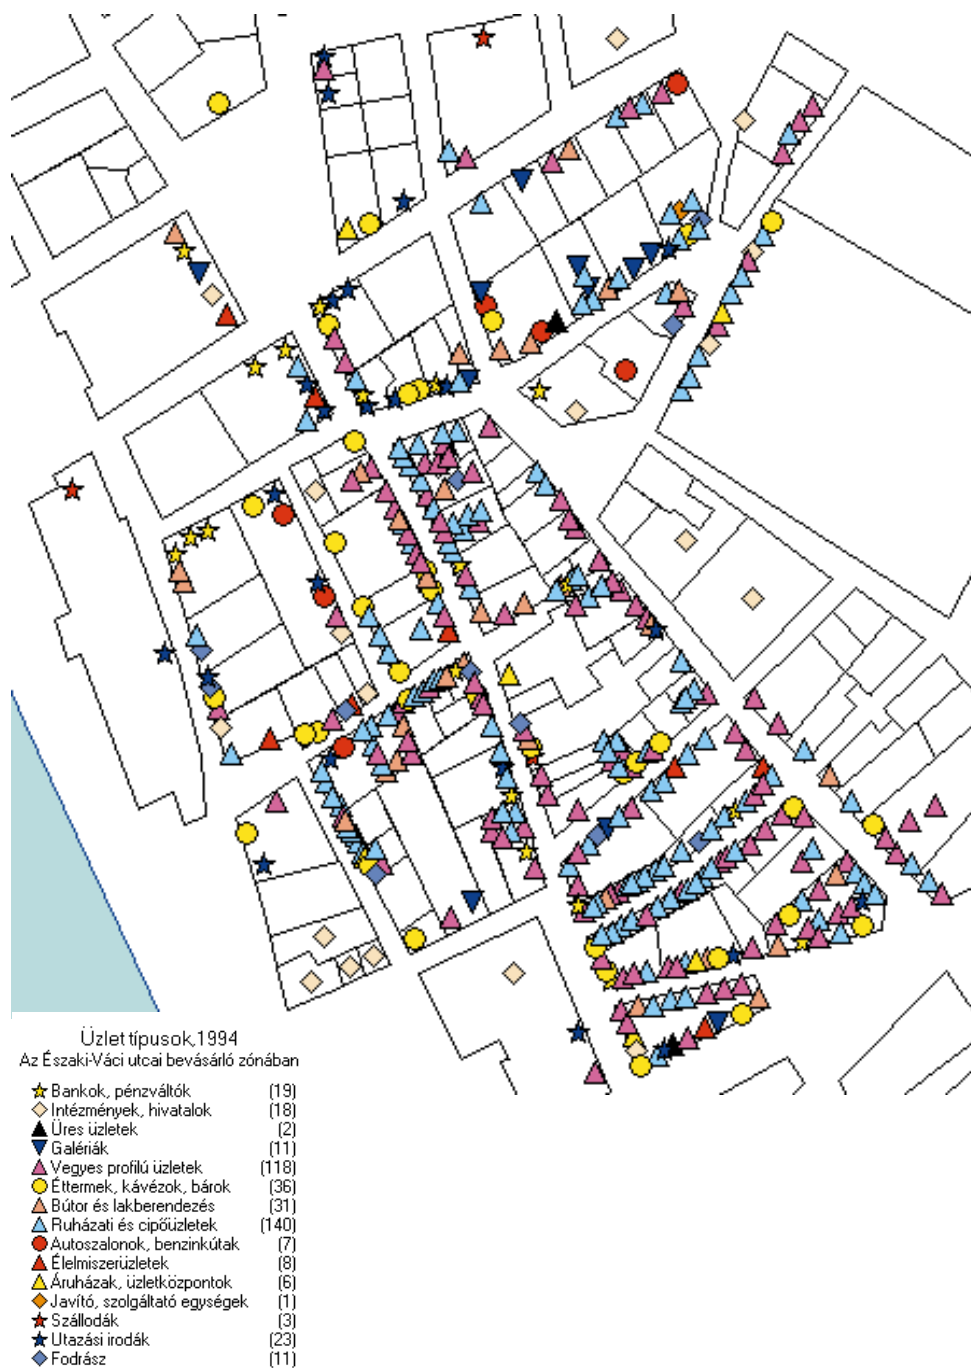 Üzlet típusok,1994
Az Északi-Váci utcai bevásárló zónában
Bankok, pénzváltók (19)
Intézmények, hivatalok (18)
Üres üzletek (2)
Galériák (11)
Vegyes profilú üzletek (118)
Éttermek, kávézok, bárok (36)
Bútor és lakberendezés (31)
Ruházati és cipőüzletek (140)
Autoszalonok, benzinkútak (7)
Élelmiszerüzletek (8)
Áruházak, üzletközpontok (6)
Javító, szolgáltató egységek (1)
Szállodák (3)
Utazási irodák (23)
Fodrász (11)